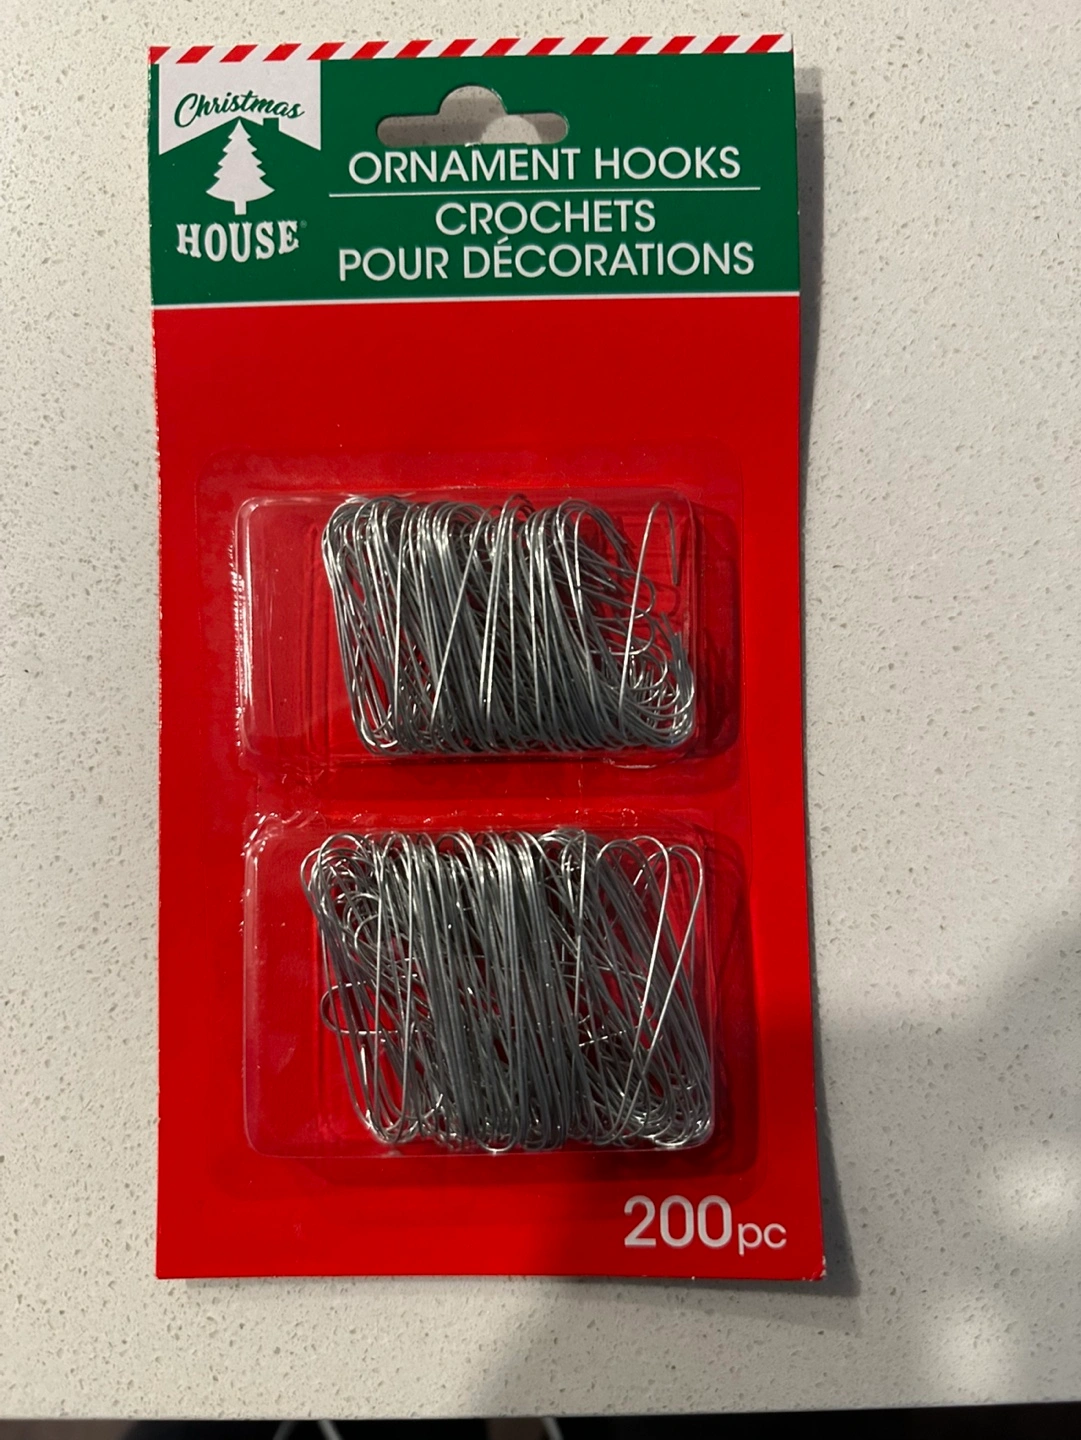 Christmas
HOUSE
ORNAMENT HOOKS
CROCHETS
POUR DÉCORATIONS
200pc